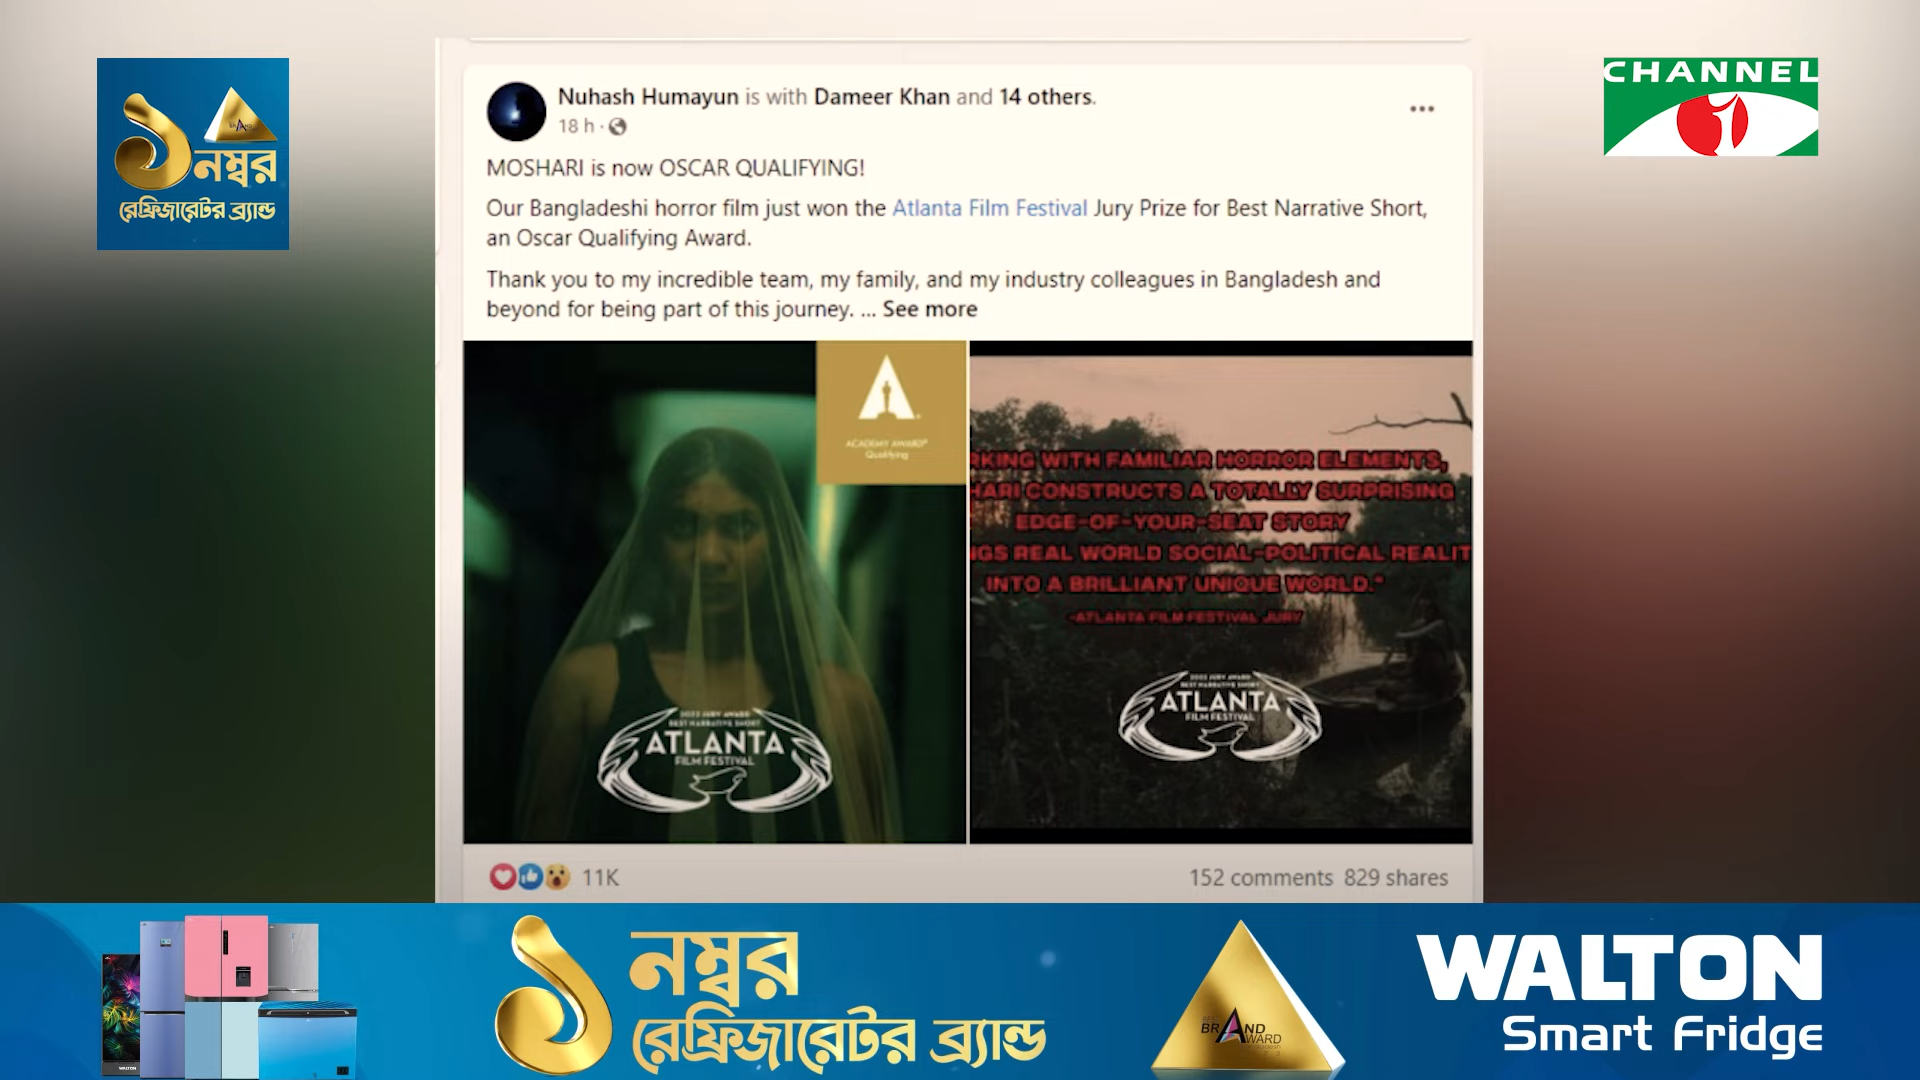 ১
নম্বর
রেফ্রিজারেটর ব্র্যান্ড
CHANNEL
i
Nuhash Humayun is with Dameer Khan and 14 others.
18 h ·
MOSHARI is now OSCAR QUALIFYING!
Our Bangladeshi horror film just won the Atlanta Film Festival Jury Prize for Best Narrative Short,
an Oscar Qualifying Award.
Thank you to my incredible team, my family, and my industry colleagues in Bangladesh and
beyond for being part of this journey. ... See more
ACADEMY AWARD®
Qualifying
2022 JURY AWARD
BEST NARRATIVE SHORT
ATLANTA
FILM FESTIVAL
RKING WITH FAMILIAR HORROR ELEMENTS,
HARI CONSTRUCTS A TOTALLY SURPRISING
EDGE-OF-YOUR-SEAT STORY
NGS REAL WORLD SOCIAL-POLITICAL REALIT
INTO A BRILLIANT UNIQUE WORLD."
-ATLANTA FILM FESTIVAL JURY
2022 JURY AWARD
BEST NARRATIVE SHORT
ATLANTA
FILM FESTIVAL
11K
152 comments 829 shares
WALTON
১ নম্বর
রেফ্রিজারেটর ব্র্যান্ড
BRAND
AWARD
WALTON
Smart Fridge